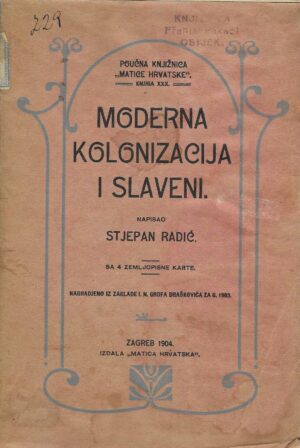 229
POUČNA KNJIŽNICA
„MATICE HRVATSKE“.
KNJIGA XXX.
MODERNA
KOLONIZACIJA
I SLAVENI.
NAPISAO
STJEPAN RADIĆ.
SA 4 ZEMLJOPISNE KARTE.
NAGRADJENO IZ ZAKLADE I. N. GROFA DRAŠKOVIĆA ZA G. 1903.
ZAGREB 1904.
IZDALA „MATICA HRVATSKA“.